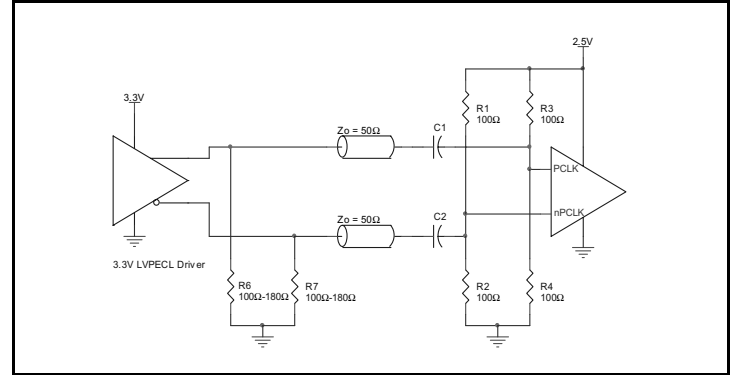 2.5V
3.3V
R1
100Ω
R3
100Ω
Zo = 50Ω
C1
PCLK
nPCLK
Zo = 50Ω
C2
3.3V LVPECL Driver
R6
100Ω-180Ω
R7
100Ω-180Ω
R2
100Ω
R4
100Ω